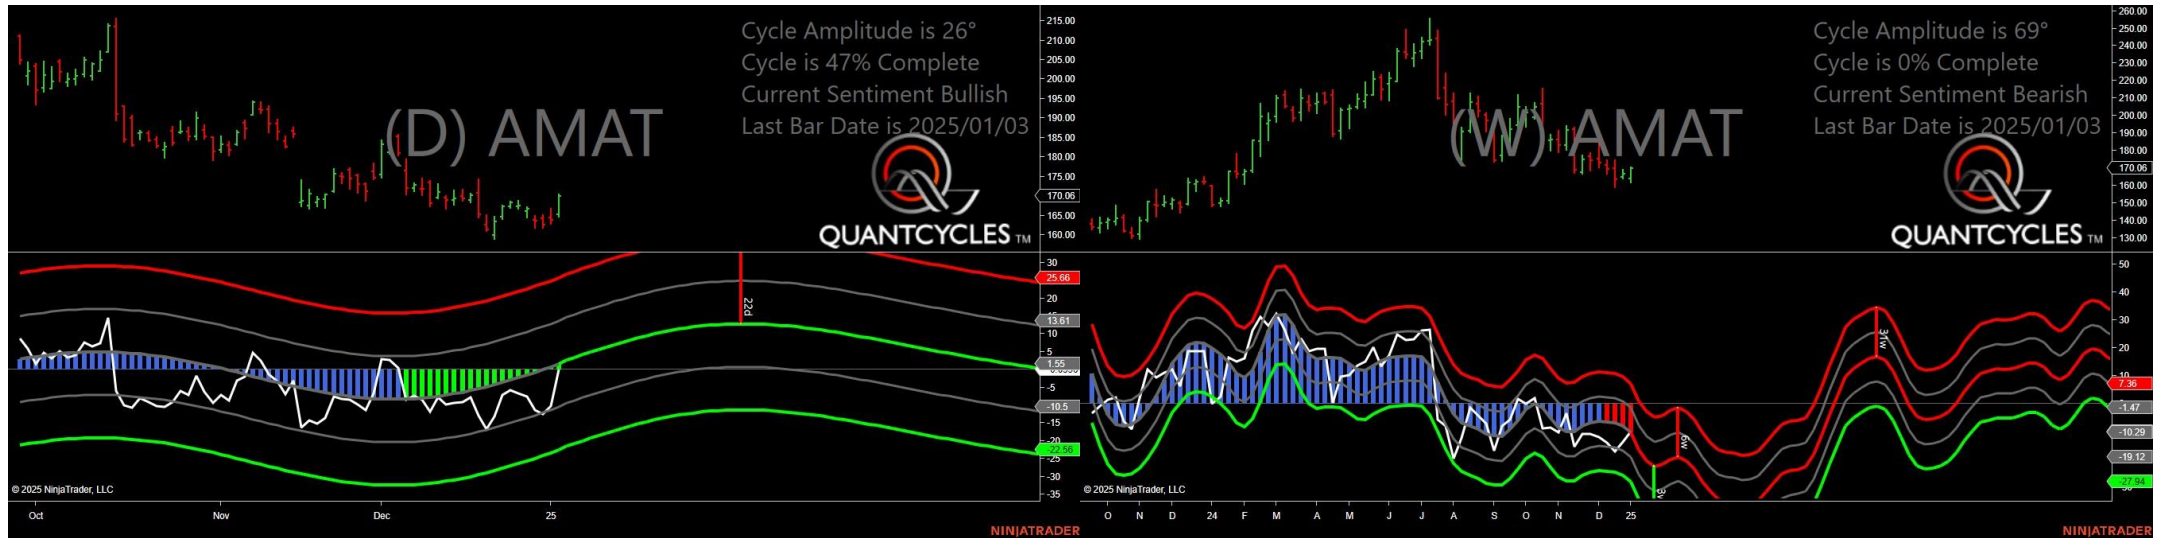 Cycle Amplitude is 26°
Cycle is 47% Complete
Current Sentiment Bullish
Last Bar Date is 2025/01/03
(D) AMAT
QUANTCYCLES TM
215.00
210.00
205.00
200.00
195.00
190.00
185.00
180.00
175.00
170.06
165.00
160.00
30
25.66
20
13.61
10
5
1.55
-5
-10.5
-15
-20
-22.56
-25
-30
-35
22d
© 2025 NinjaTrader, LLC
Oct Nov Dec 25
NINJATRADER
Cycle Amplitude is 69°
Cycle is 0% Complete
Current Sentiment Bearish
Last Bar Date is 2025/01/03
(W) AMAT
QUANTCYCLES TM
260.00
250.00
240.00
230.00
220.00
210.00
200.00
190.00
180.00
170.06
160.00
150.00
140.00
130.00
50
40
30
20
10
7.36
-1.47
-10.29
-19.12
-27.94
31w
6w
© 2025 NinjaTrader, LLC
O N D 24 F M A M J J A S O N D 25
NINJATRADER